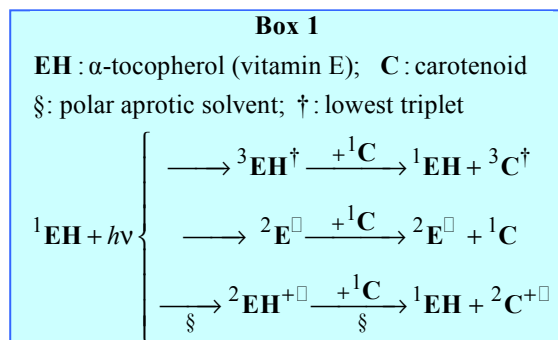 Box 1
EH : α-tocopherol (vitamin E); C : carotenoid
§: polar aprotic solvent; † : lowest triplet
⟶ ³EH† —+¹C⟶ ¹EH + ³C†
¹EH + hν { ⟶ ²E□ —+¹C⟶ ²E□ + ¹C
⟶§ ²EH⁺□ —+¹C⟶§ ¹EH + ²C⁺□